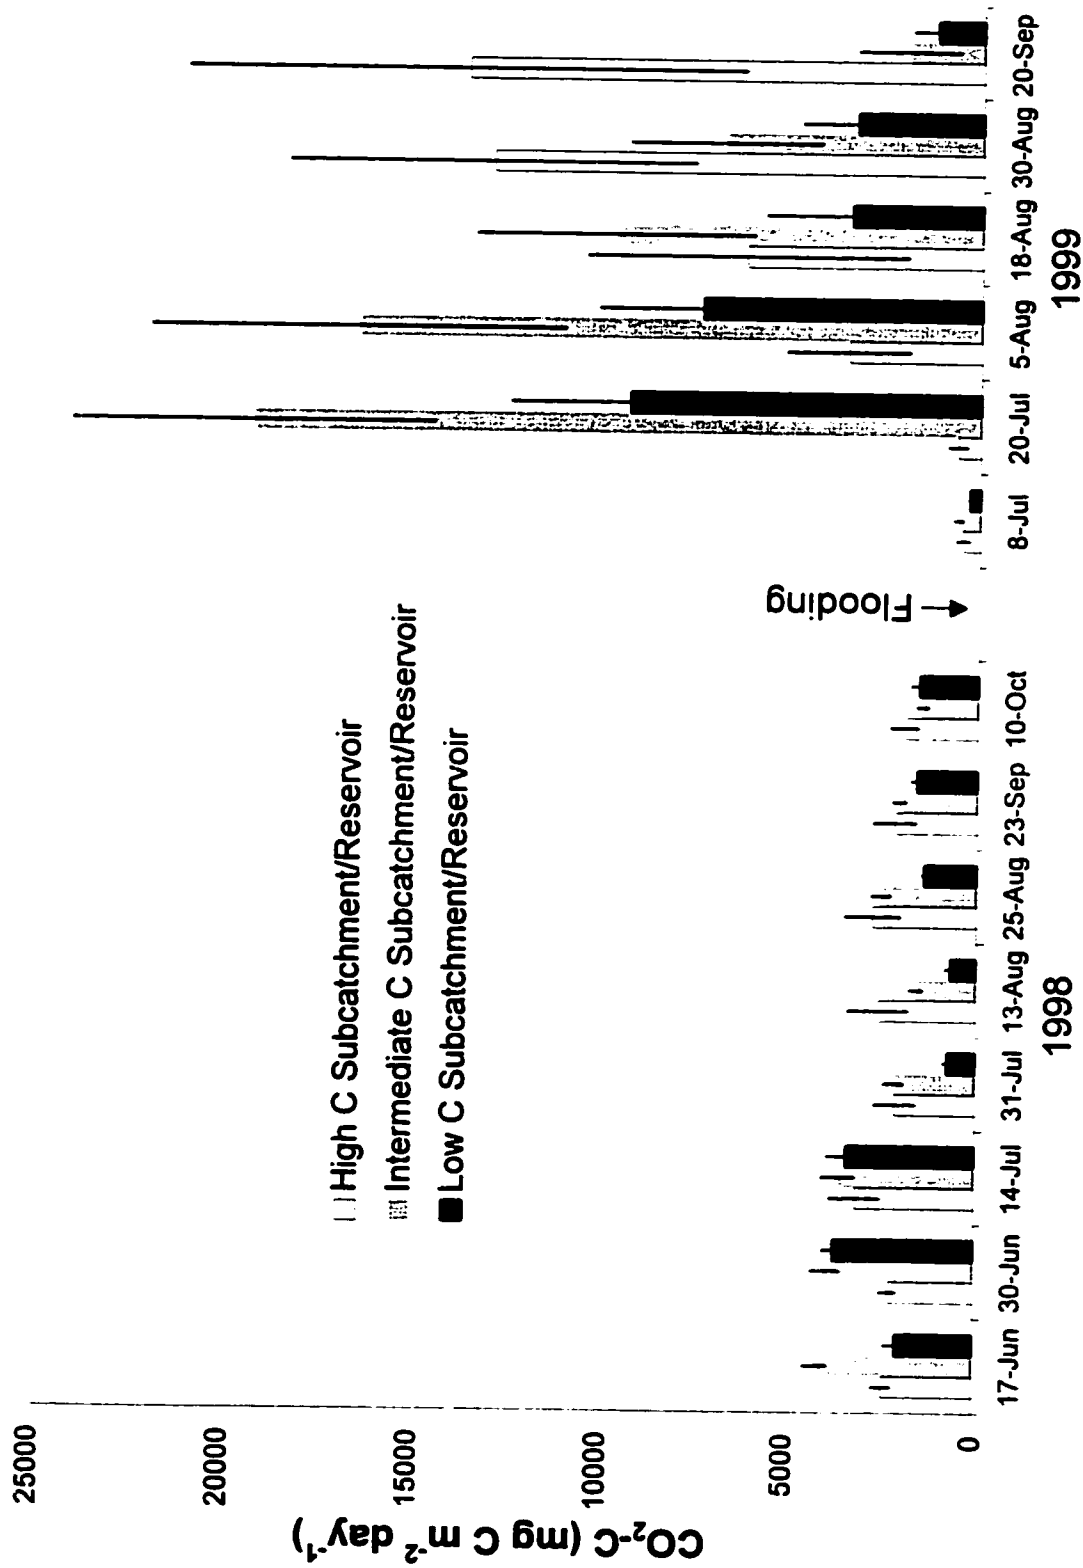 CO₂-C (mg C m⁻² day⁻¹)
25000
20000
15000
10000
5000
0
High C Subcatchment/Reservoir
Intermediate C Subcatchment/Reservoir
Low C Subcatchment/Reservoir
Flooding
17-Jun 30-Jun 14-Jul 31-Jul 13-Aug 25-Aug 23-Sep 10-Oct 8-Jul 20-Jul 5-Aug 18-Aug 30-Aug 20-Sep
1998 1999